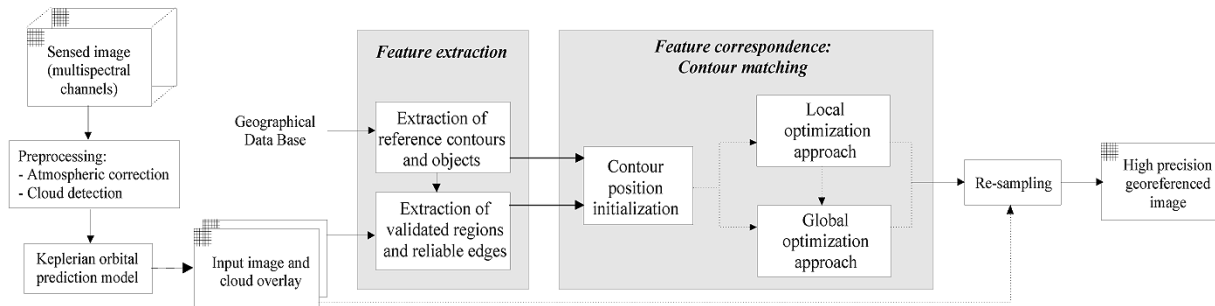 Sensed image
(multispectral
channels)
Preprocessing:
- Atmospheric correction
- Cloud detection
Keplerian orbital
prediction model
Input image and
cloud overlay
Geographical
Data Base
Feature extraction
Extraction of
reference contours
and objects
Extraction of
validated regions
and reliable edges
Feature correspondence:
Contour matching
Contour
position
initialization
Local
optimization
approach
Global
optimization
approach
Re-sampling
High precision
georeferenced
image